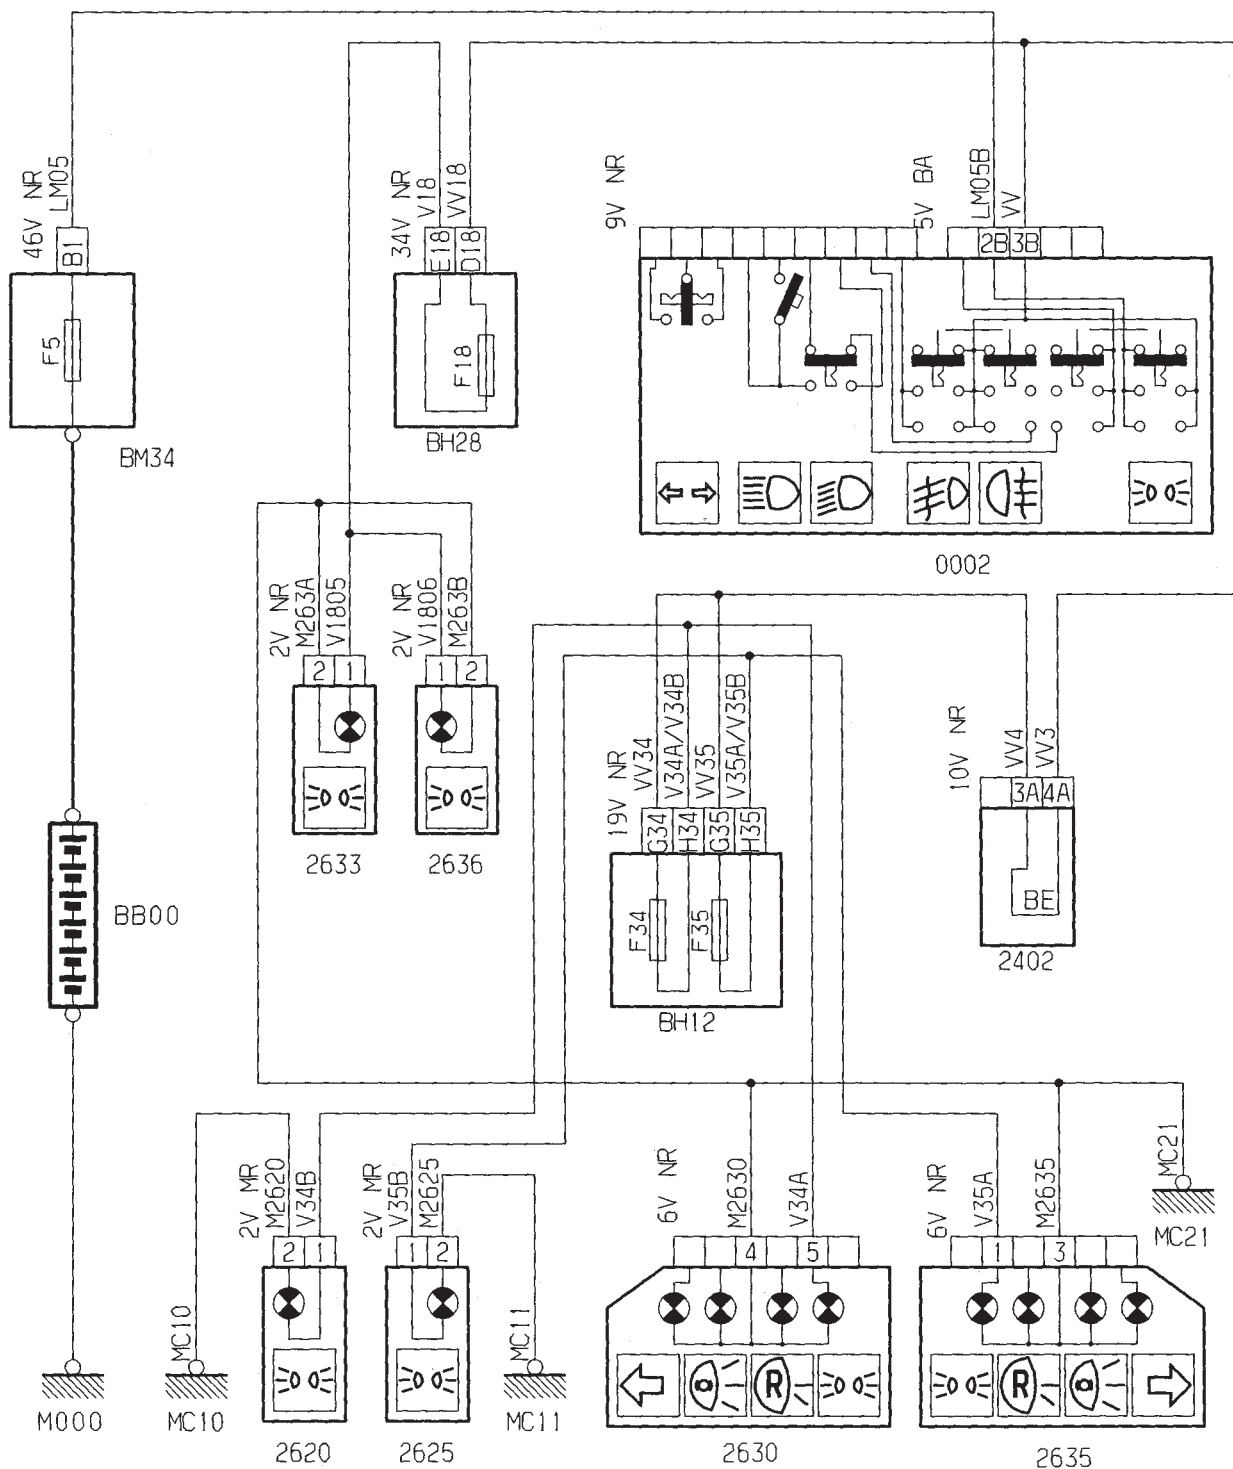 46V NR
LM05
B1
F5
BM34
34V NR
V18
VV18
E18
D18
F18
BH28
9V NR
5V BA
LM05B
VV
2B
3B
0002
2V NR
M263A
V1805
2
1
2633
2V NR
V1806
M263B
1
2
2636
19V NR
VV34
V34A/V34B
VV35
V35A/V35B
G34
H34
G35
H35
F34
F35
BH12
10V NR
VV4
VV3
3A
4A
BE
2402
BB00
M000
MC10
MC10
2V MR
M2620
V34B
2
1
2620
2V MR
V35B
M2625
1
2
2625
MC11
MC11
6V NR
M2630
V34A
4
5
R
2630
6V NR
V35A
M2635
1
3
R
2635
MC21
MC21